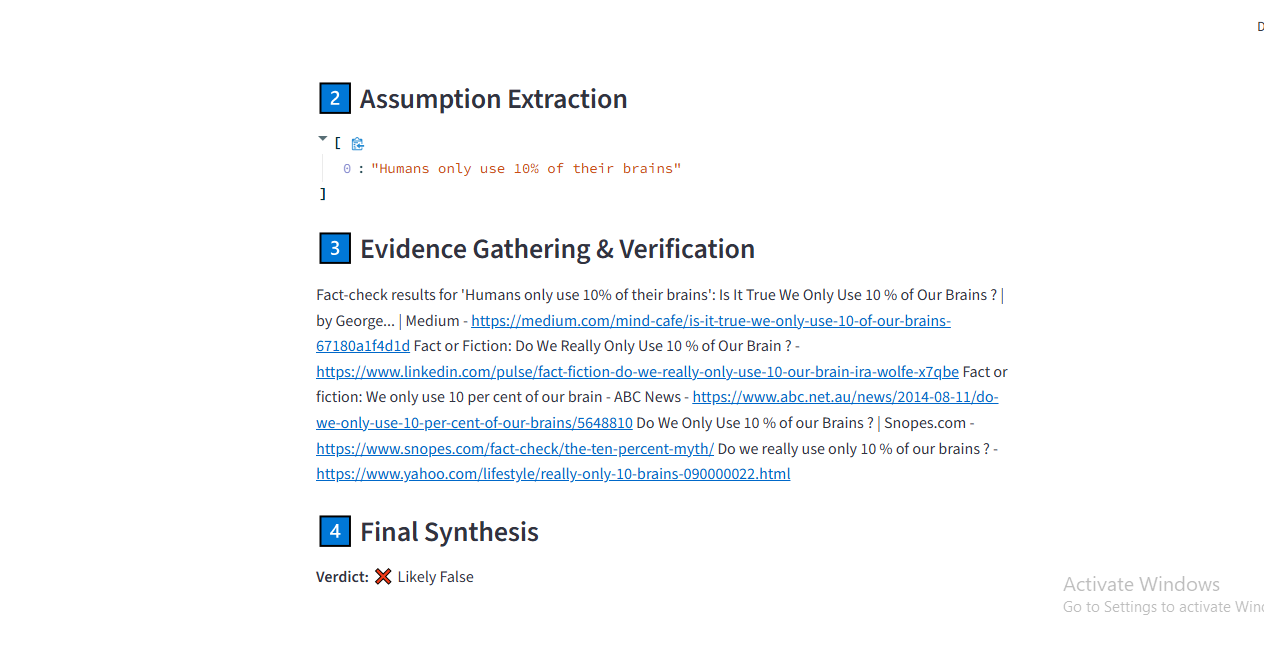 D
2 Assumption Extraction
[
0 : "Humans only use 10% of their brains"
]
3 Evidence Gathering & Verification
Fact-check results for 'Humans only use 10% of their brains': Is It True We Only Use 10 % of Our Brains ? |
by George... | Medium - https://medium.com/mind-cafe/is-it-true-we-only-use-10-of-our-brains-
67180a1f4d1d Fact or Fiction: Do We Really Only Use 10 % of Our Brain ? -
https://www.linkedin.com/pulse/fact-fiction-do-we-really-only-use-10-our-brain-ira-wolfe-x7qbe Fact or
fiction: We only use 10 per cent of our brain - ABC News - https://www.abc.net.au/news/2014-08-11/do-
we-only-use-10-per-cent-of-our-brains/5648810 Do We Only Use 10 % of our Brains ? | Snopes.com -
https://www.snopes.com/fact-check/the-ten-percent-myth/ Do we really use only 10 % of our brains ? -
https://www.yahoo.com/lifestyle/really-only-10-brains-090000022.html
4 Final Synthesis
Verdict: ❌ Likely False
Activate Windows
Go to Settings to activate Win